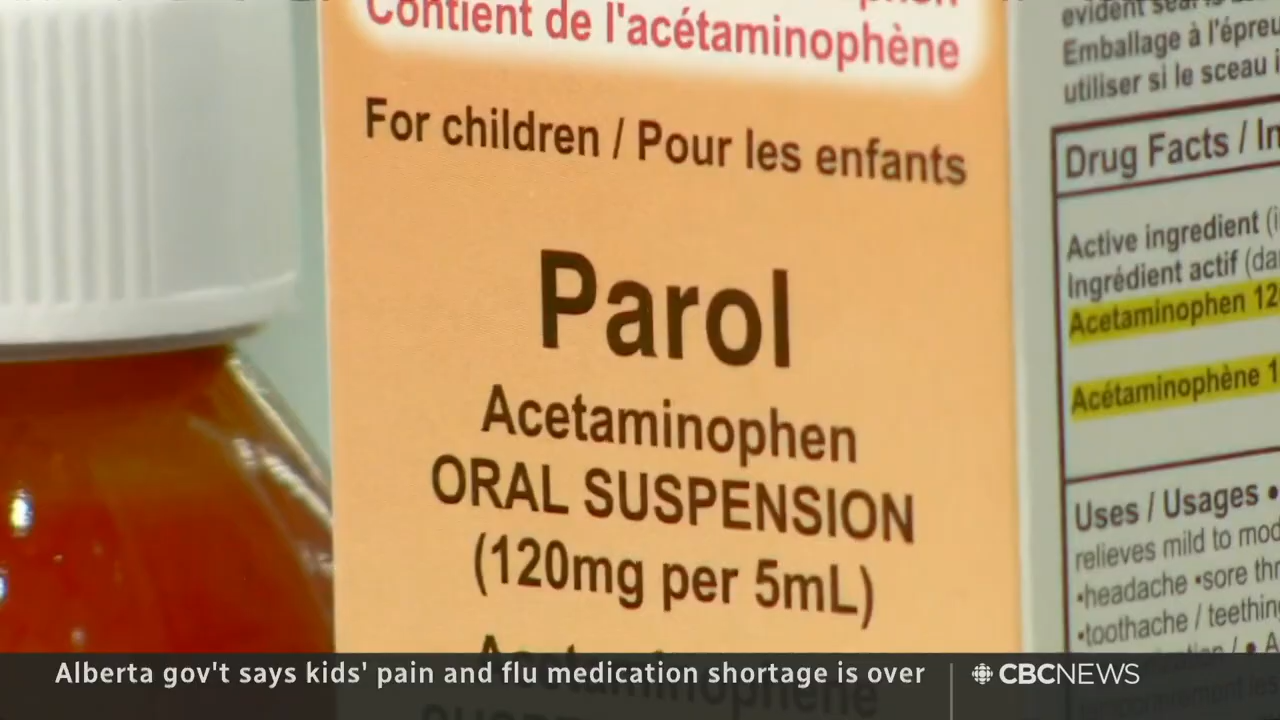 Contient de l'acétaminophène
For children / Pour les enfants
Parol
Acetaminophen
ORAL SUSPENSION
(120mg per 5mL)
evident
Emballage à l'épreu
utiliser si le sceau i
Drug Facts / In
Active ingredient (i
Ingrédient actif (da
Acetaminophen 12
Acétaminophène 1
Uses / Usages •
relieves mild to mod
•headache •sore thr
•toothache / teething
Alberta gov't says kids' pain and flu medication shortage is over
CBCNEWS